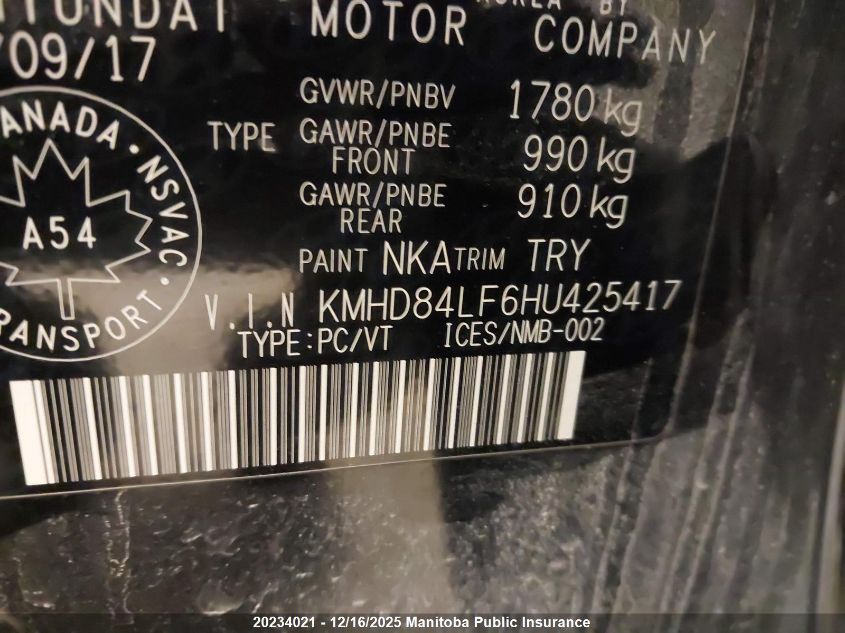 HYUNDAI MOTOR COMPANY
/09/17
GVWR/PNBV 1780 kg
TYPE GAWR/PNBE FRONT 990 kg
GAWR/PNBE REAR 910 kg
CANADA • NSVAC • TRANSPORT
A54
PAINT NKA TRIM TRY
V.I.N KMHD84LF6HU425417
TYPE:PC/VT ICES/NMB-002
20234021 - 12/16/2025 Manitoba Public Insurance